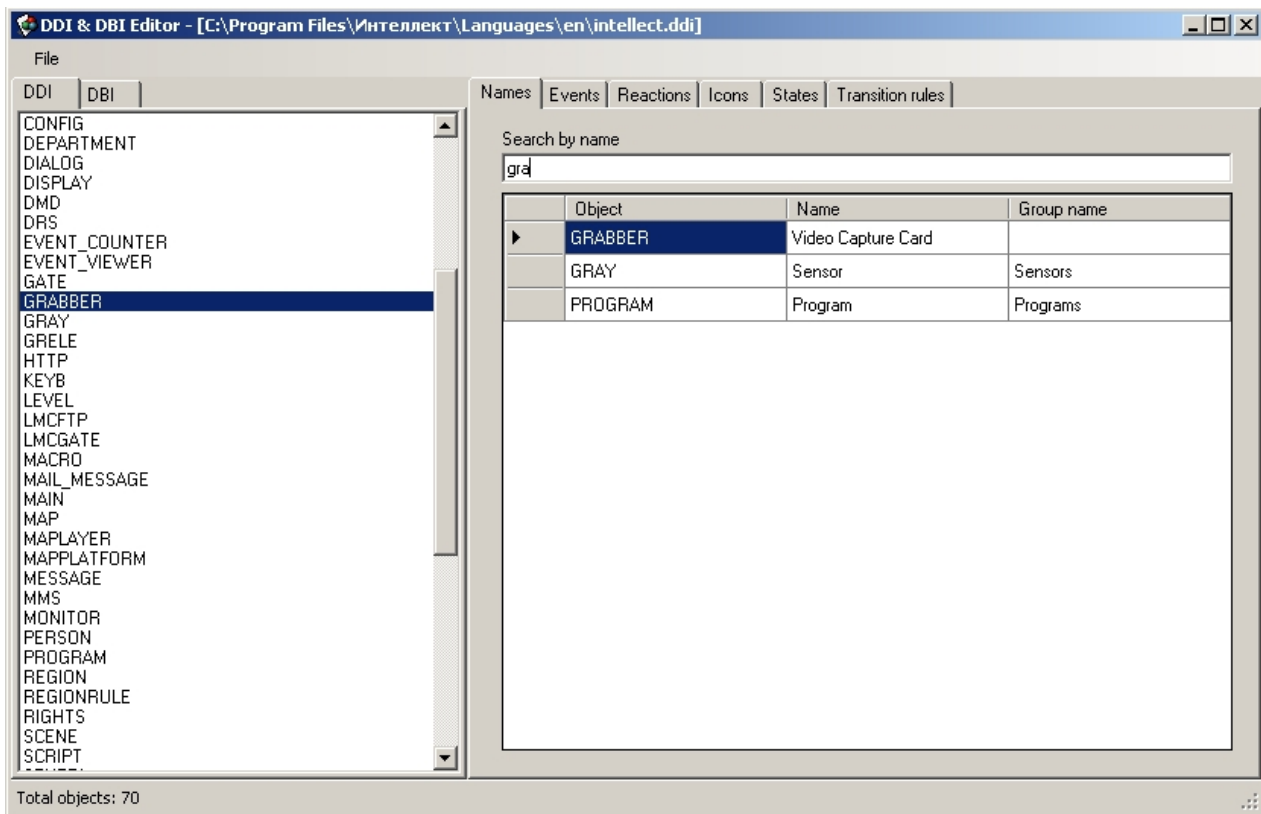 DDI & DBI Editor - [C:\Program Files\Интеллект\Languages\en\intellect.ddi]
File
DDI DBI
CONFIG
DEPARTMENT
DIALOG
DISPLAY
DMD
DRS
EVENT_COUNTER
EVENT_VIEWER
GATE
GRABBER
GRAY
GRELE
HTTP
KEYB
LEVEL
LMCFTP
LMCGATE
MACRO
MAIL_MESSAGE
MAIN
MAP
MAPLAYER
MAPPLATFORM
MESSAGE
MMS
MONITOR
PERSON
PROGRAM
REGION
REGIONRULE
RIGHTS
SCENE
SCRIPT
Names Events Reactions Icons States Transition rules
Search by name
gra
Object Name Group name
GRABBER Video Capture Card
GRAY Sensor Sensors
PROGRAM Program Programs
Total objects: 70